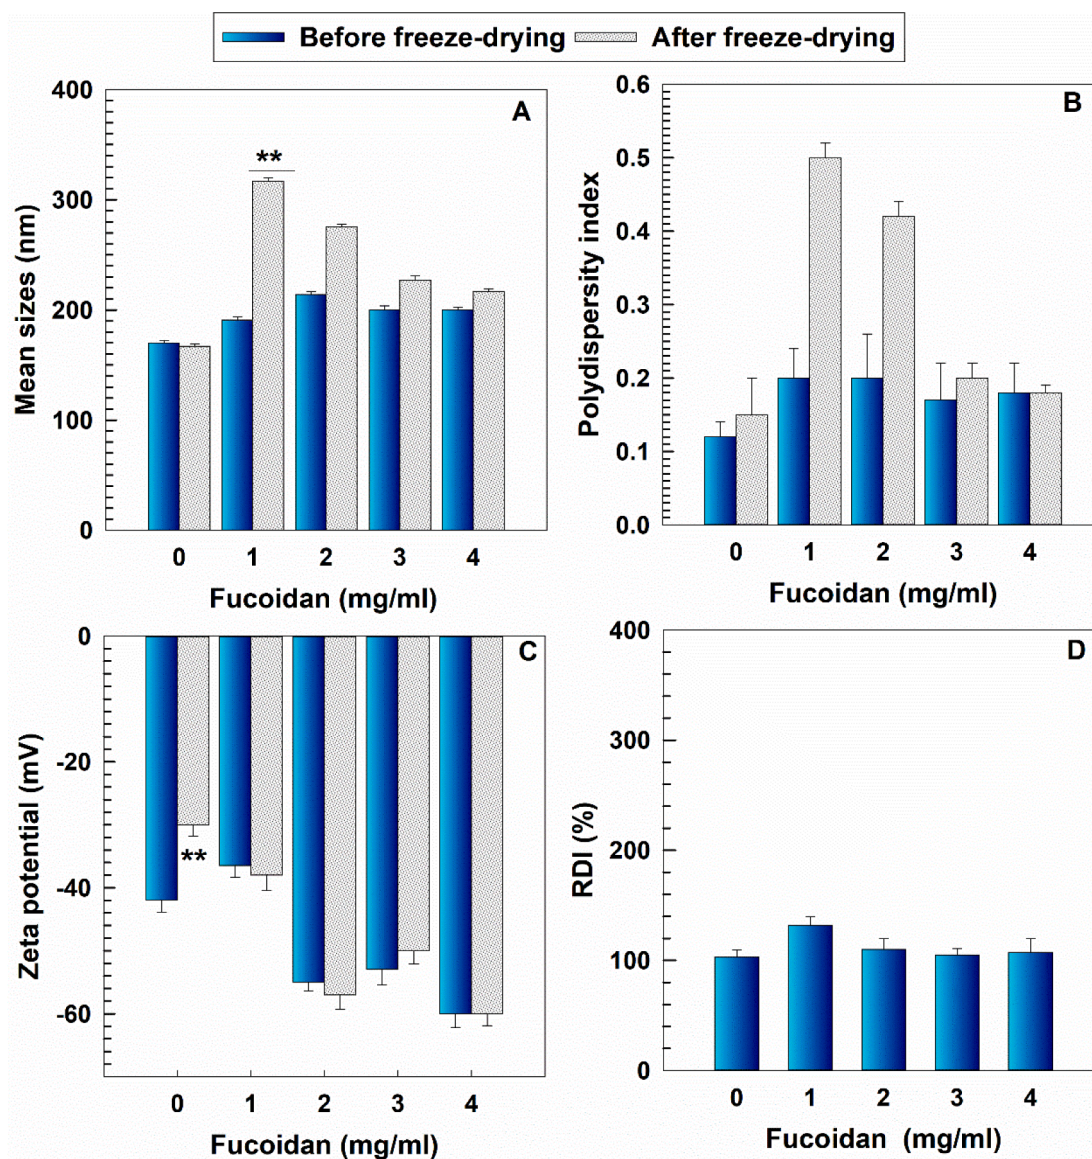 Before freeze-drying After freeze-drying
A
Mean sizes (nm)
400
300
200
100
0
**
0 1 2 3 4
Fucoidan (mg/ml)
B
Polydispersity index
0.6
0.5
0.4
0.3
0.2
0.1
0.0
0 1 2 3 4
Fucoidan (mg/ml)
C
Zeta potential (mV)
0
-20
-40
-60
**
0 1 2 3 4
Fucoidan (mg/ml)
D
RDI (%)
400
300
200
100
0
0 1 2 3 4
Fucoidan (mg/ml)